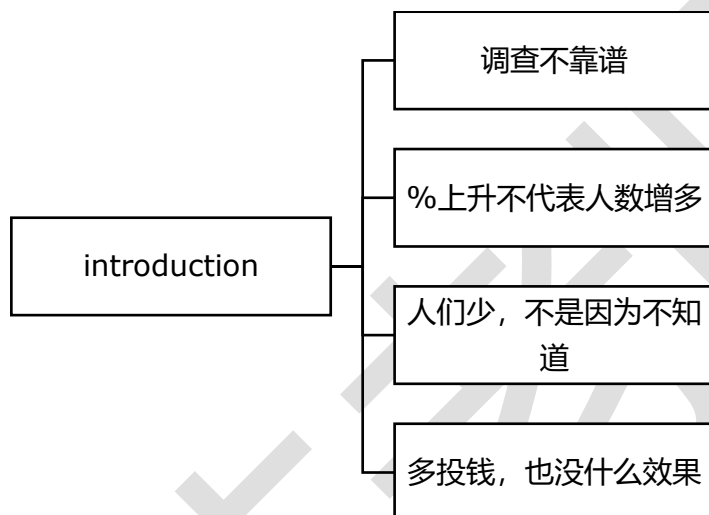 调查不靠谱
%上升不代表人数增多
introduction
人们少，不是因为不知
道
多投钱，也没什么效果